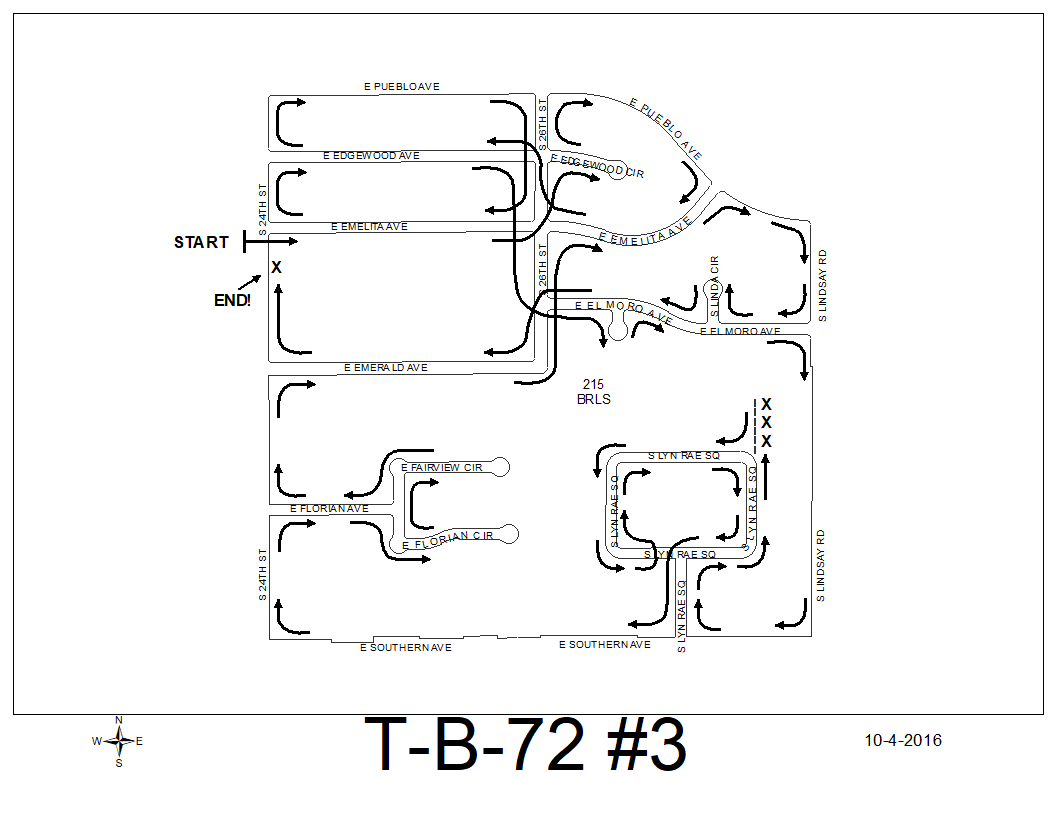 E PUEBLO AVE
S 26TH ST
E PUEBLO AVE
E EDGEWOOD AVE
E EDGEWOOD CIR
S 24TH ST
E EMELITA AVE
E EMELITA AVE
START
X
END!
S 26TH ST
S LINDA CIR
S LINDSAY RD
E EL MORO AVE
E EL MORO AVE
E EMERALD AVE
215
BRLS
X
X
X
S LYN RAE SQ
E FAIRVIEW CIR
S LYN RAE SQ
S LYN RAE SQ
E FLORIAN AVE
E FLORIAN CIR
S LYN RAE SQ
S 24TH ST
S LINDSAY RD
S LYN RAE SQ
E SOUTHERN AVE
E SOUTHERN AVE
N
W E
S
T-B-72 #3
10-4-2016